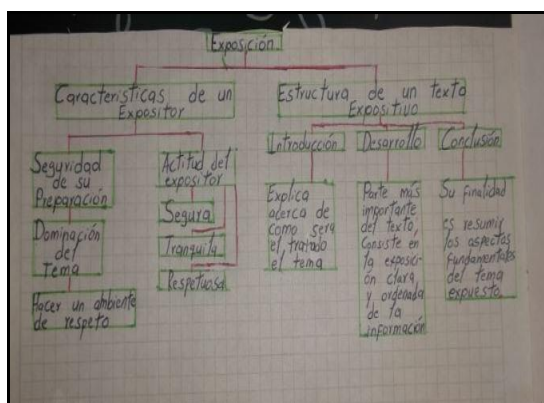 Exposición
Características de un
Expositor
Estructura de un texto
Expositivo
Seguridad
de su
Preparación
Dominación
del
Tema
Hacer un ambiente
de respeto
Actitud del
expositor
Segura
Tranquila
Respetuosa
Introducción
Explica
acerca de
como sera
el tratado
el tema
Desarrollo
Parte más
importante
del texto,
Consiste en
la exposici
ón clara,
y ordenada
de la
información
Conclusión
Su finalidad
es resumir
los aspectos
fundamentales
del tema
expuesto.